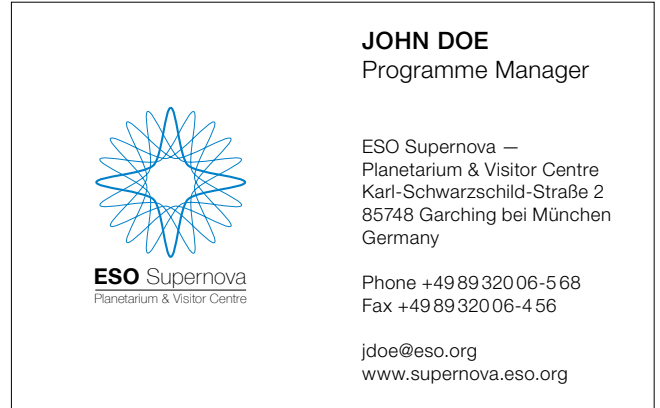 JOHN DOE
Programme Manager
ESO Supernova —
Planetarium & Visitor Centre
Karl-Schwarzschild-Straße 2
85748 Garching bei München
Germany
Phone +49 89 320 06-5 68
Fax +49 89 320 06-4 56
jdoe@eso.org
www.supernova.eso.org
ESO Supernova
Planetarium & Visitor Centre